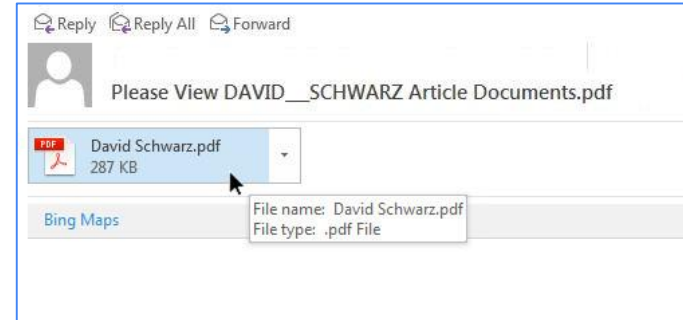 Reply Reply All Forward
Please View DAVID__SCHWARZ Article Documents.pdf
PDF
David Schwarz.pdf
287 KB
File name: David Schwarz.pdf
File type: .pdf File
Bing Maps